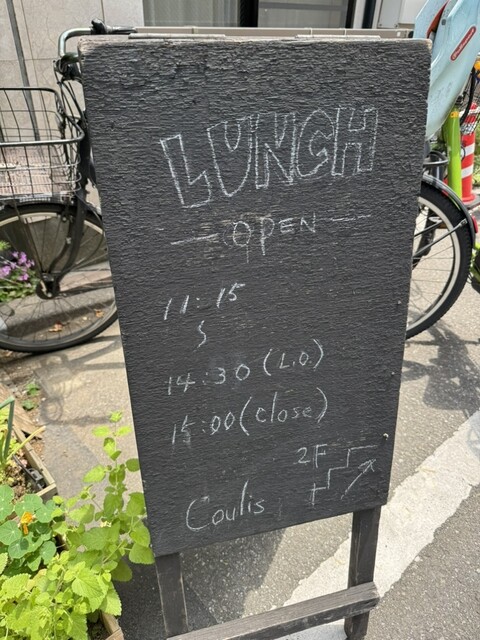 LUNCH
OPEN
11:15
〜
14:30 (L.O.)
15:00 (close)
2F
Coulis